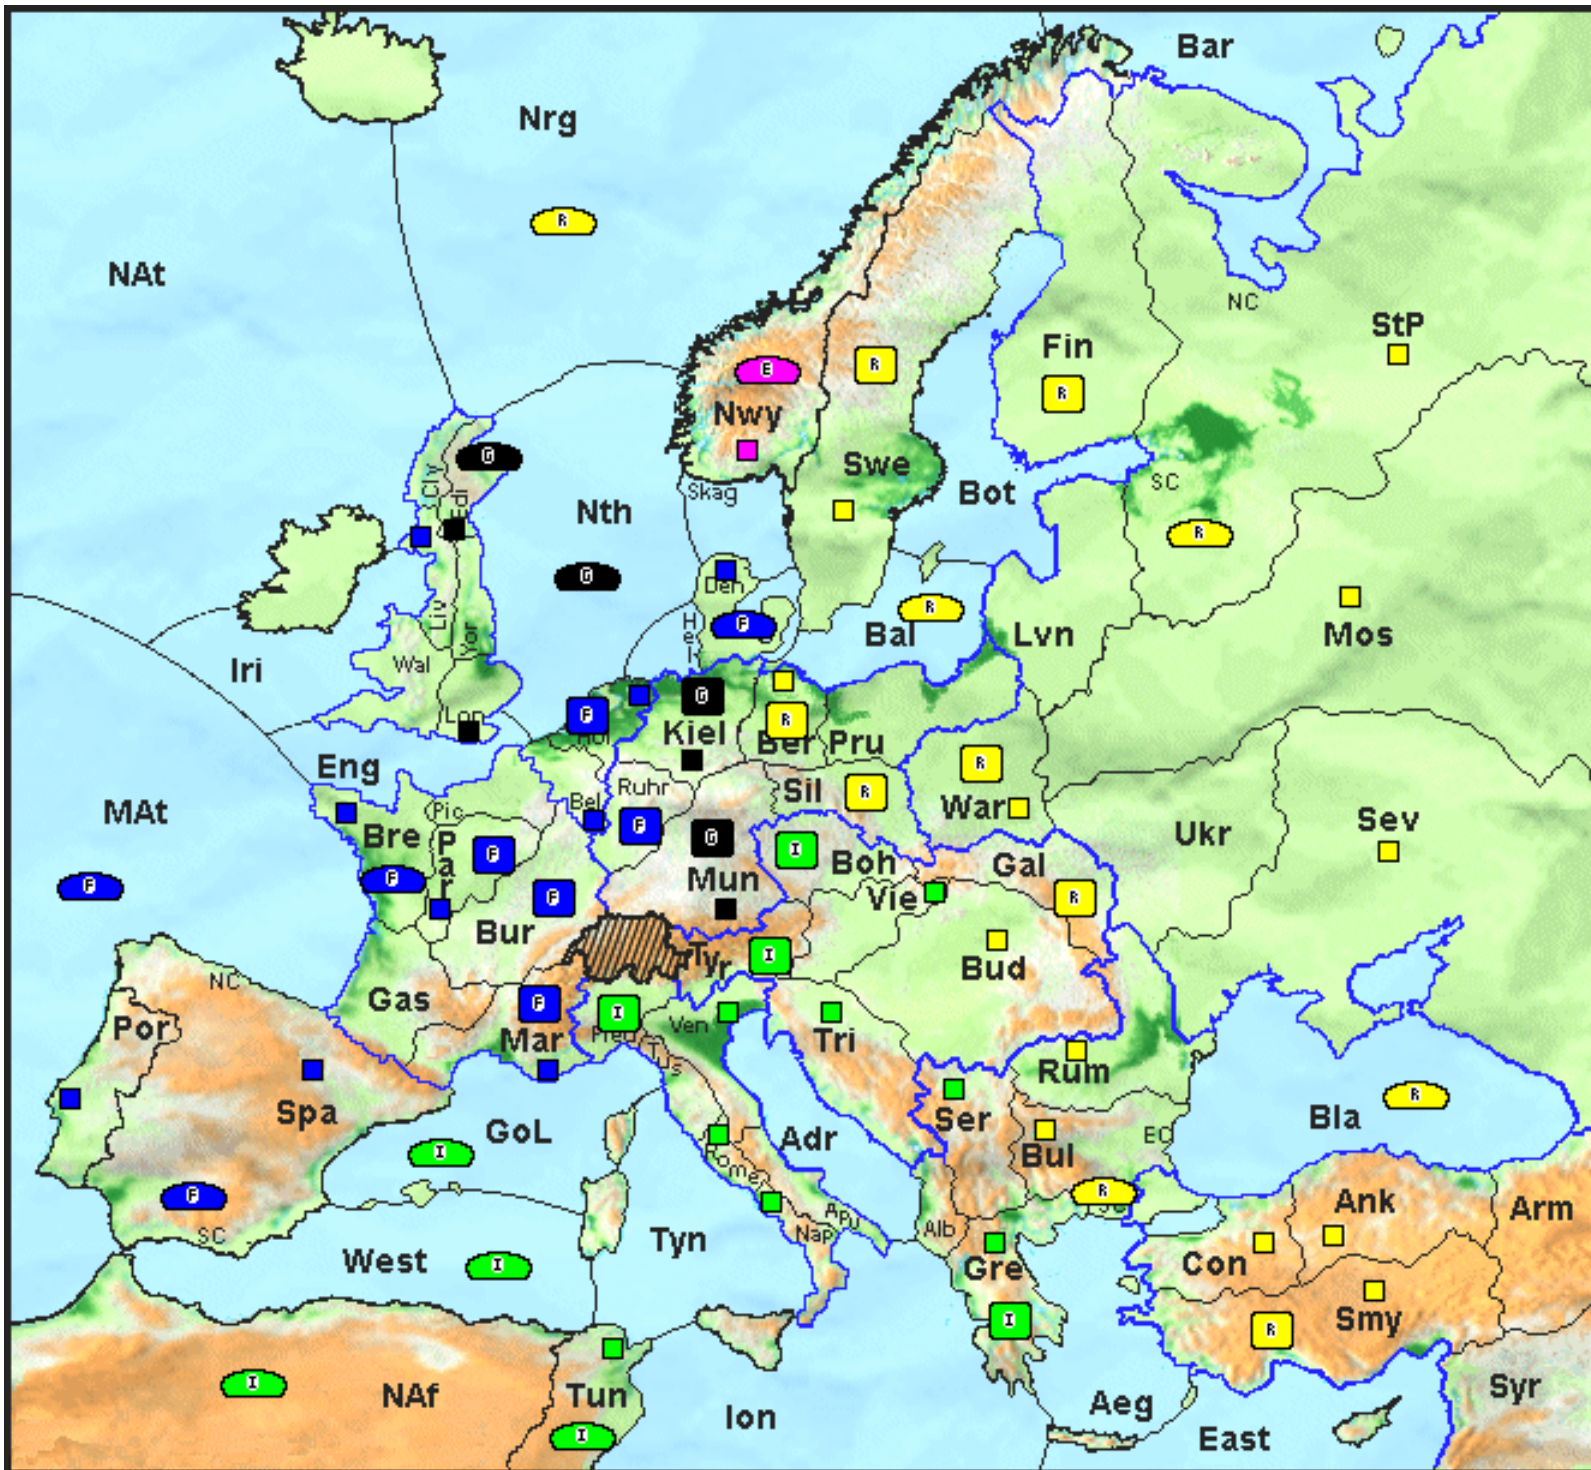 Bar
Nrg
R
NAt
NC
StP
Fin
E
R
R
Nwy
G
Swe
Cly
Edi
Skag
Bot
SC
Nth
R
G
Den
R
F
Hel
Bal
Lvn
Mos
Liv
Yor
Wal
Iri
G
F
R
Lon
Hol
Kiel
Ber
Pru
Eng
R
Ruhr
Sil
R
War
Bel
Pic
MAt
F
Sev
Ukr
Bre
Par
F
G
I
Boh
Gal
F
F
F
Mun
Vie
R
Bur
Tyr
I
Bud
NC
Gas
F
I
Por
Mar
Pied
Ven
Tri
Tus
Rum
R
Spa
Ser
GoL
Adr
Bla
I
Bul
EC
Rome
F
R
SC
Ank
Arm
Apu
Nap
Alb
Tyn
West
I
Gre
Con
I
R
Smy
I
NAf
Tun
Syr
Ion
Aeg
I
East